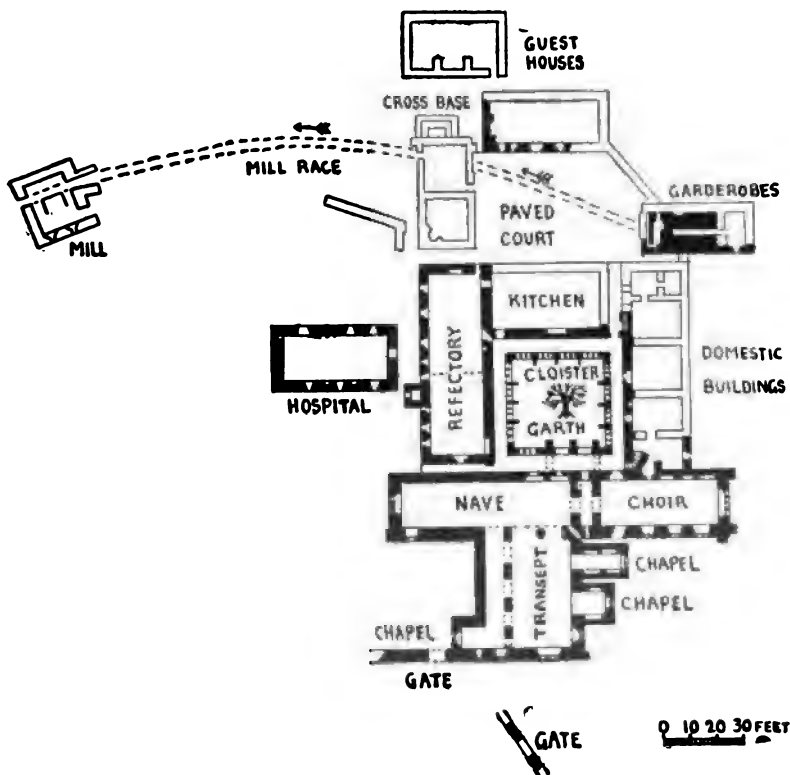 GUEST
HOUSES
CROSS BASE
MILL RACE
GARDEROBES
PAVED
COURT
MILL
KITCHEN
REFECTORY
DOMESTIC
BUILDINGS
CLOISTER
GARTH
HOSPITAL
NAVE
CHOIR
TRANSEPT
CHAPEL
CHAPEL
CHAPEL
GATE
GATE
0 10 20 30 FEET